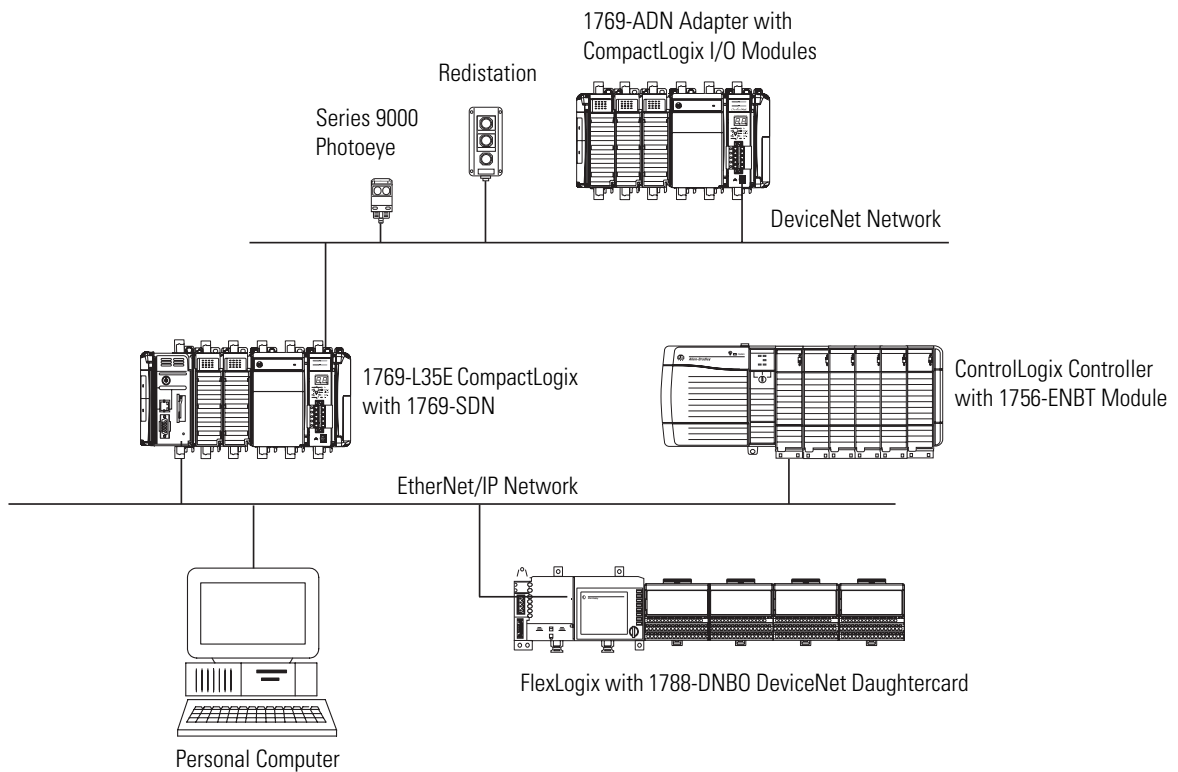 1769-ADN Adapter with
CompactLogix I/O Modules
Redistation
Series 9000
Photoeye
DeviceNet Network
1769-L35E CompactLogix
with 1769-SDN
ControlLogix Controller
with 1756-ENBT Module
EtherNet/IP Network
FlexLogix with 1788-DNBO DeviceNet Daughtercard
Personal Computer